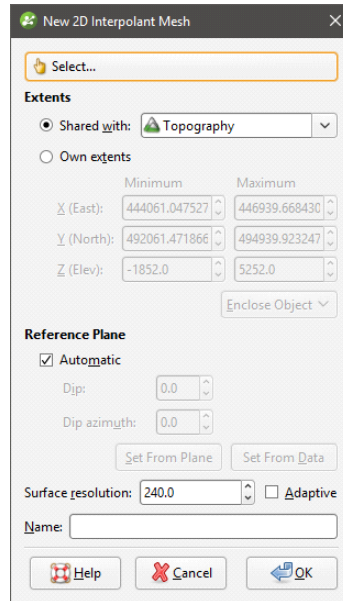 New 2D Interpolant Mesh
Select...
Extents
Shared with: Topography
Own extents
Minimum Maximum
X (East): 444061.047527 446939.668430
Y (North): 492061.471866 494939.923247
Z (Elev): -1852.0 5252.0
Enclose Object
Reference Plane
Automatic
Dip: 0.0
Dip azimuth: 0.0
Set From Plane Set From Data
Surface resolution: 240.0 Adaptive
Name:
Help Cancel OK